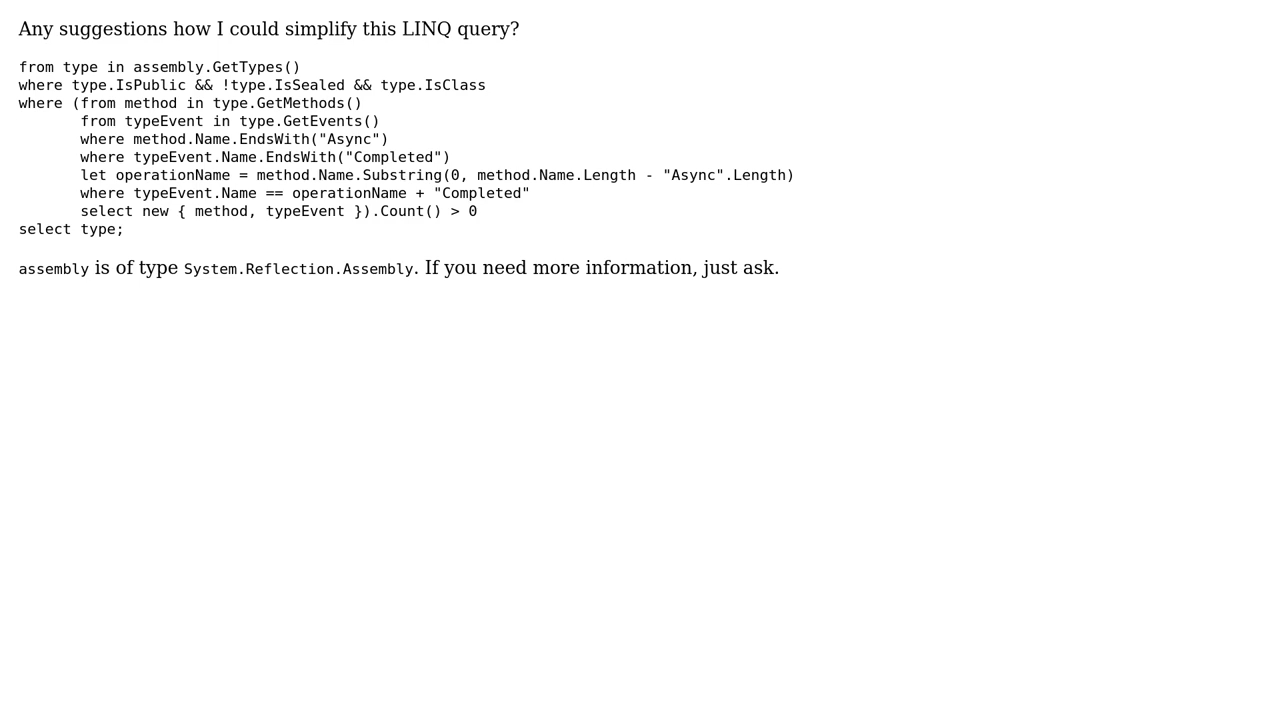 Any suggestions how I could simplify this LINQ query?
from type in assembly.GetTypes()
where type.IsPublic && !type.IsSealed && type.IsClass
where (from method in type.GetMethods()
       from typeEvent in type.GetEvents()
       where method.Name.EndsWith("Async")
       where typeEvent.Name.EndsWith("Completed")
       let operationName = method.Name.Substring(0, method.Name.Length - "Async".Length)
       where typeEvent.Name == operationName + "Completed"
       select new { method, typeEvent }).Count() > 0
select type;
assembly is of type System.Reflection.Assembly. If you need more information, just ask.